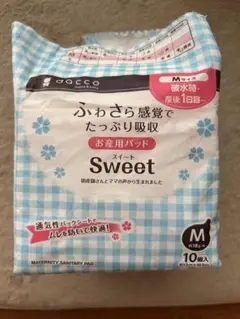 dacco
Mサイズ
破水時・
産後1日目~
ふわさら感覚で
たっぷり吸収
お産用パッド
スイート
Sweet
助産師さんとママの声から生まれました
通気性バックシートで
ムレを防いで快適!
M
10個入
MATERNITY SANITARY PAD